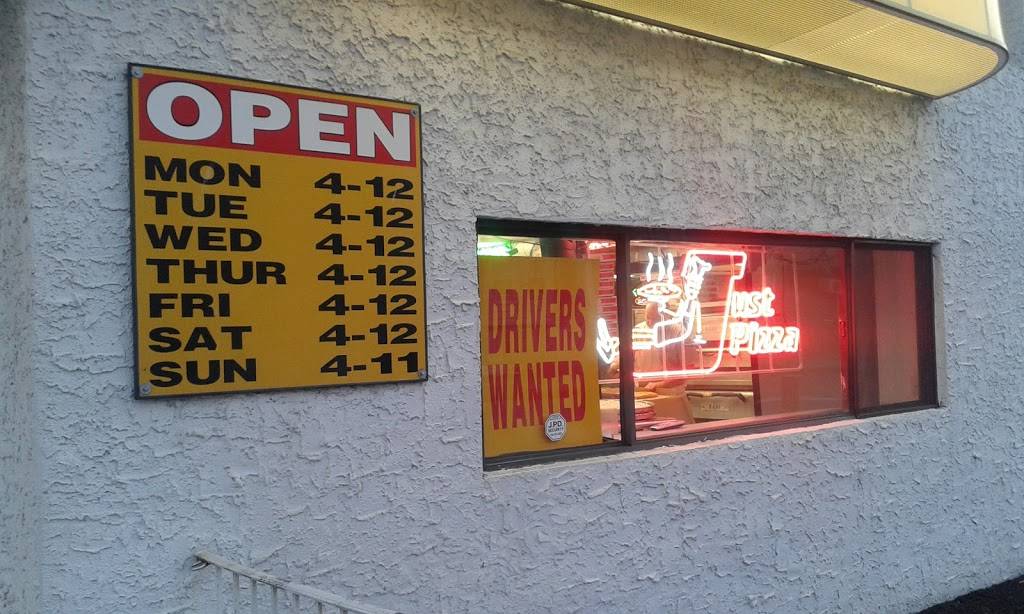 OPEN
MON 4-12
TUE 4-12
WED 4-12
THUR 4-12
FRI 4-12
SAT 4-12
SUN 4-11
DRIVERS
WANTED
J.P.D.
SECURITY
Just
Pizza